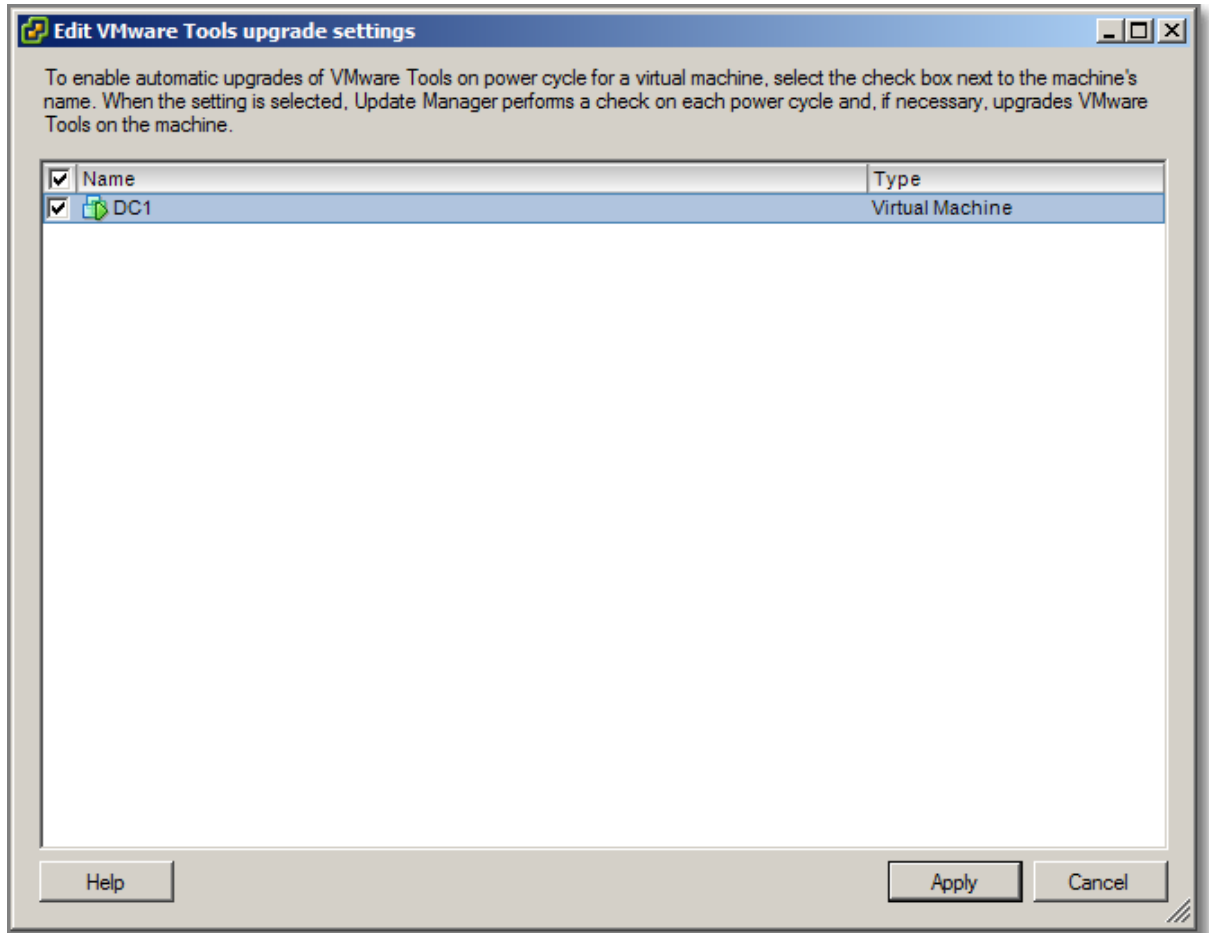 Edit VMware Tools upgrade settings
To enable automatic upgrades of VMware Tools on power cycle for a virtual machine, select the check box next to the machine's
name. When the setting is selected, Update Manager performs a check on each power cycle and, if necessary, upgrades VMware
Tools on the machine.
Name Type
DC1 Virtual Machine
Help Apply Cancel